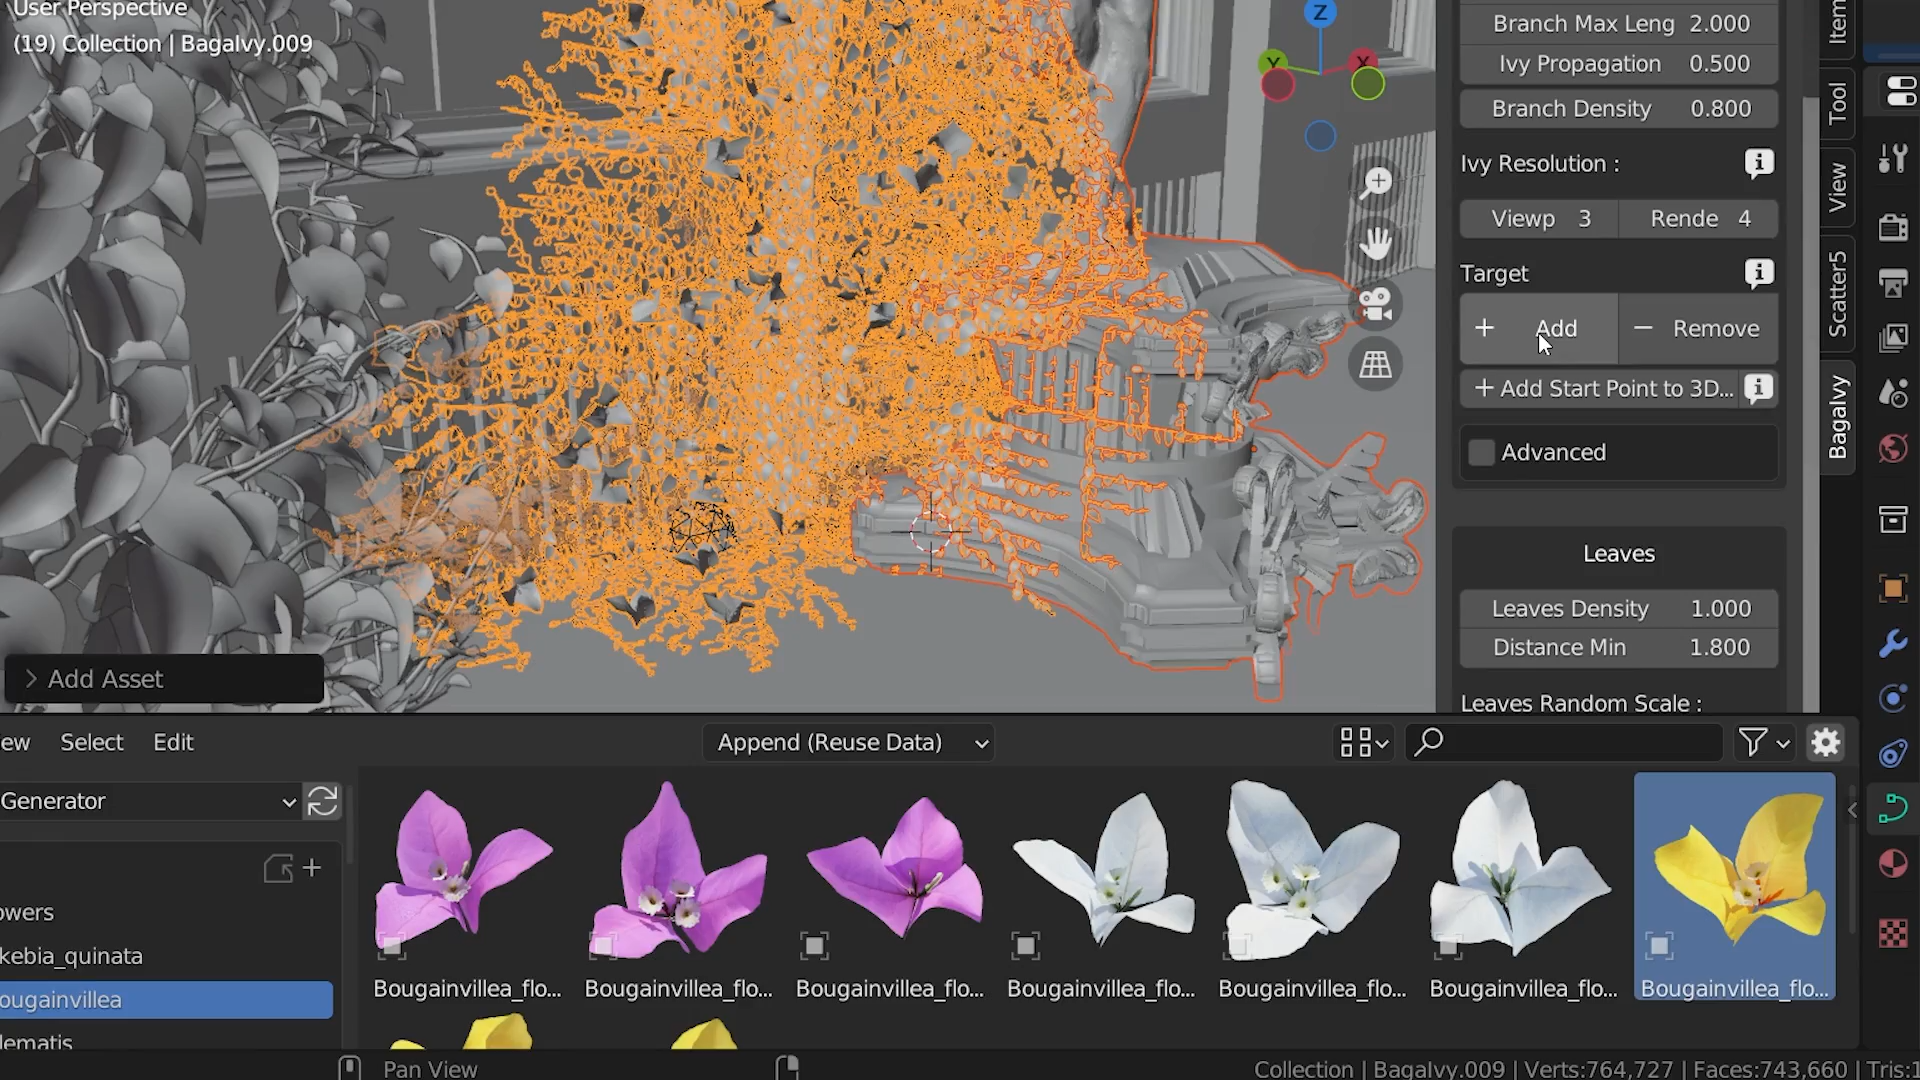 User Perspective
(19) Collection | BagaIvy.009
Z
Y
X
Branch Max Leng 2.000
Ivy Propagation 0.500
Branch Density 0.800
Ivy Resolution :
Viewp 3
Rende 4
Target
+ Add
− Remove
+ Add Start Point to 3D...
Advanced
Leaves
Leaves Density 1.000
Distance Min 1.800
Leaves Random Scale :
Item
Tool
View
Scatter5
BagaIvy
> Add Asset
ew Select Edit
Append (Reuse Data)
Generator
owers
kebia_quinata
ougainvillea
lematis
Bougainvillea_flo...
Bougainvillea_flo...
Bougainvillea_flo...
Bougainvillea_flo...
Bougainvillea_flo...
Bougainvillea_flo...
Bougainvillea_flo...
Pan View
Collection | BagaIvy.009 | Verts:764,727 | Faces:743,660 | Tris:1